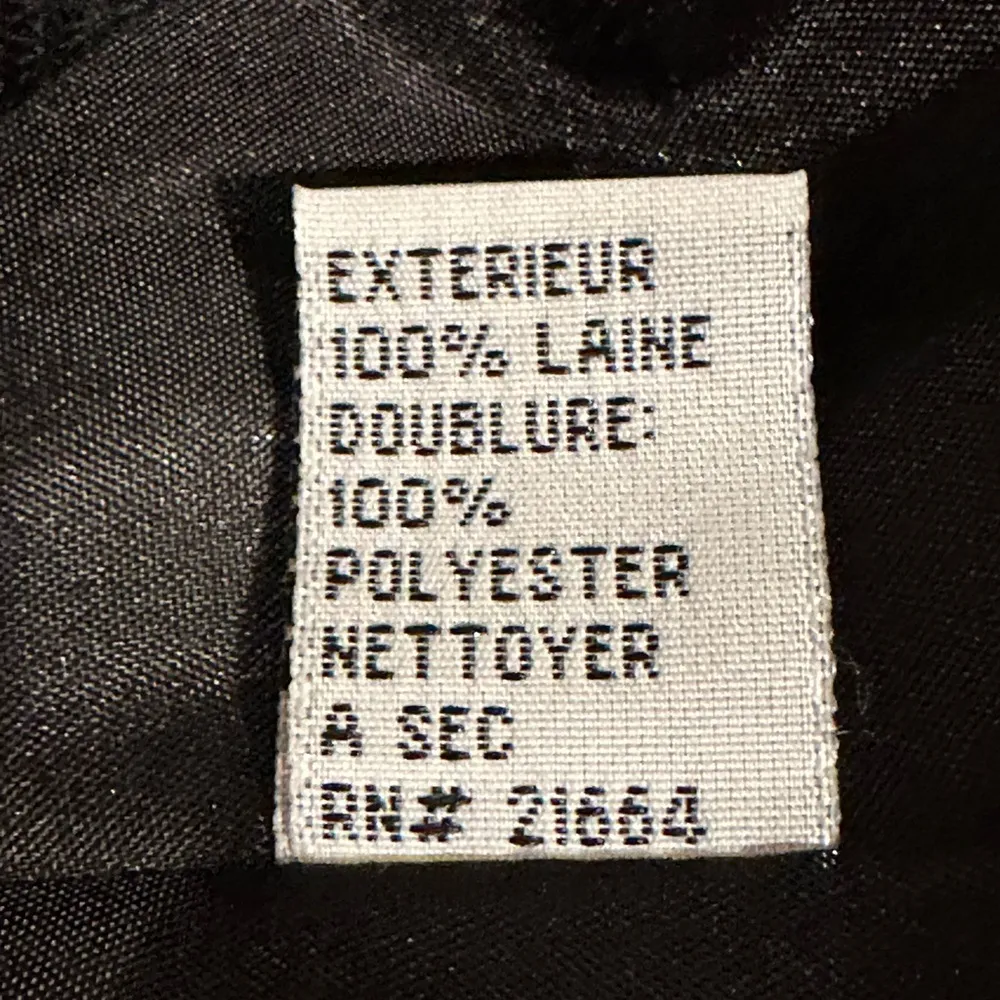 EXTERIEUR
100% LAINE
DOUBLURE:
100%
POLYESTER
NETTOYER
A SEC
RN# 21664